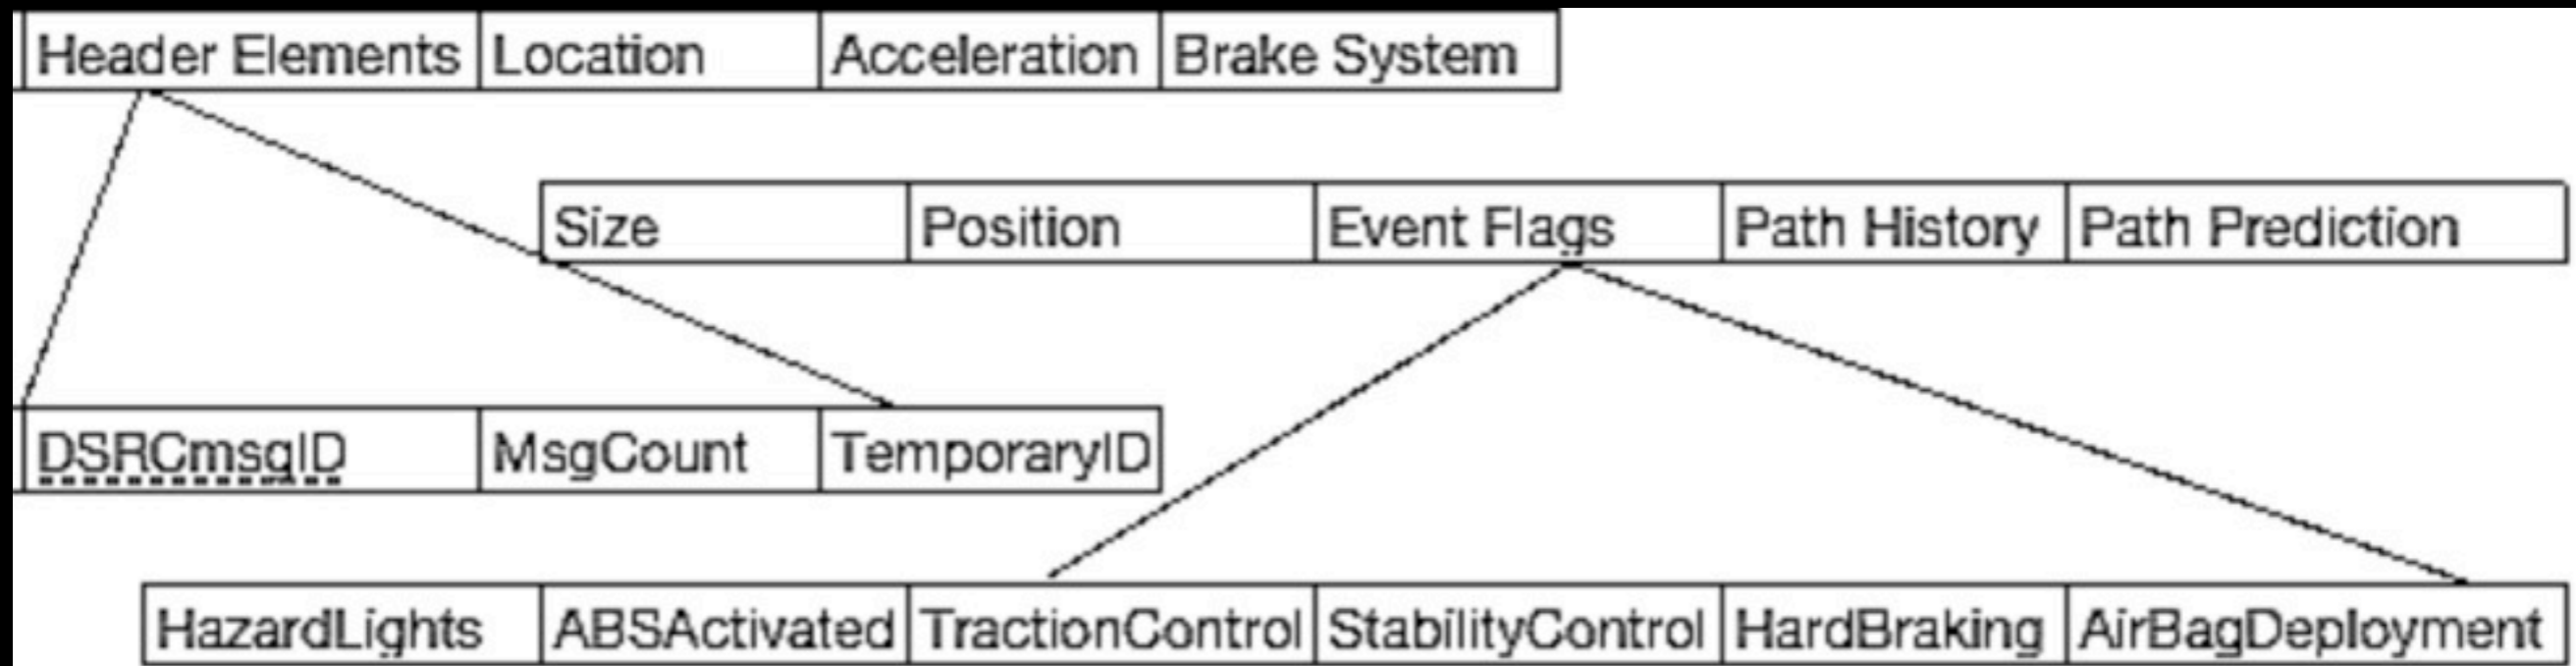 Header Elements Location Acceleration Brake System
Size Position Event Flags Path History Path Prediction
DSRCmsgID MsgCount TemporaryID
HazardLights ABSActivated TractionControl StabilityControl HardBraking AirBagDeployment